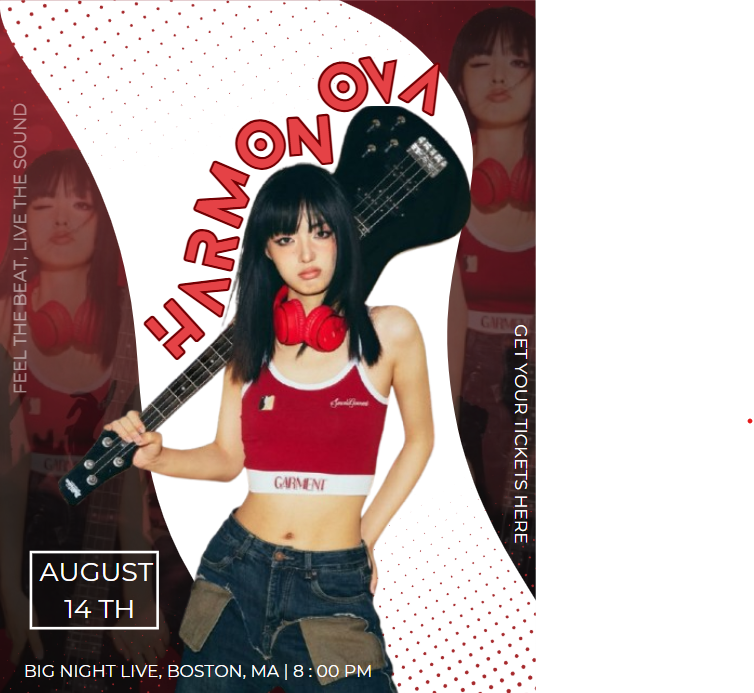 HARMONOVA
FEEL THE BEAT, LIVE THE SOUND
GET YOUR TICKETS HERE
GARMENT
GARMENT
GARMENT
AUGUST
14 TH
BIG NIGHT LIVE, BOSTON, MA | 8 : 00 PM